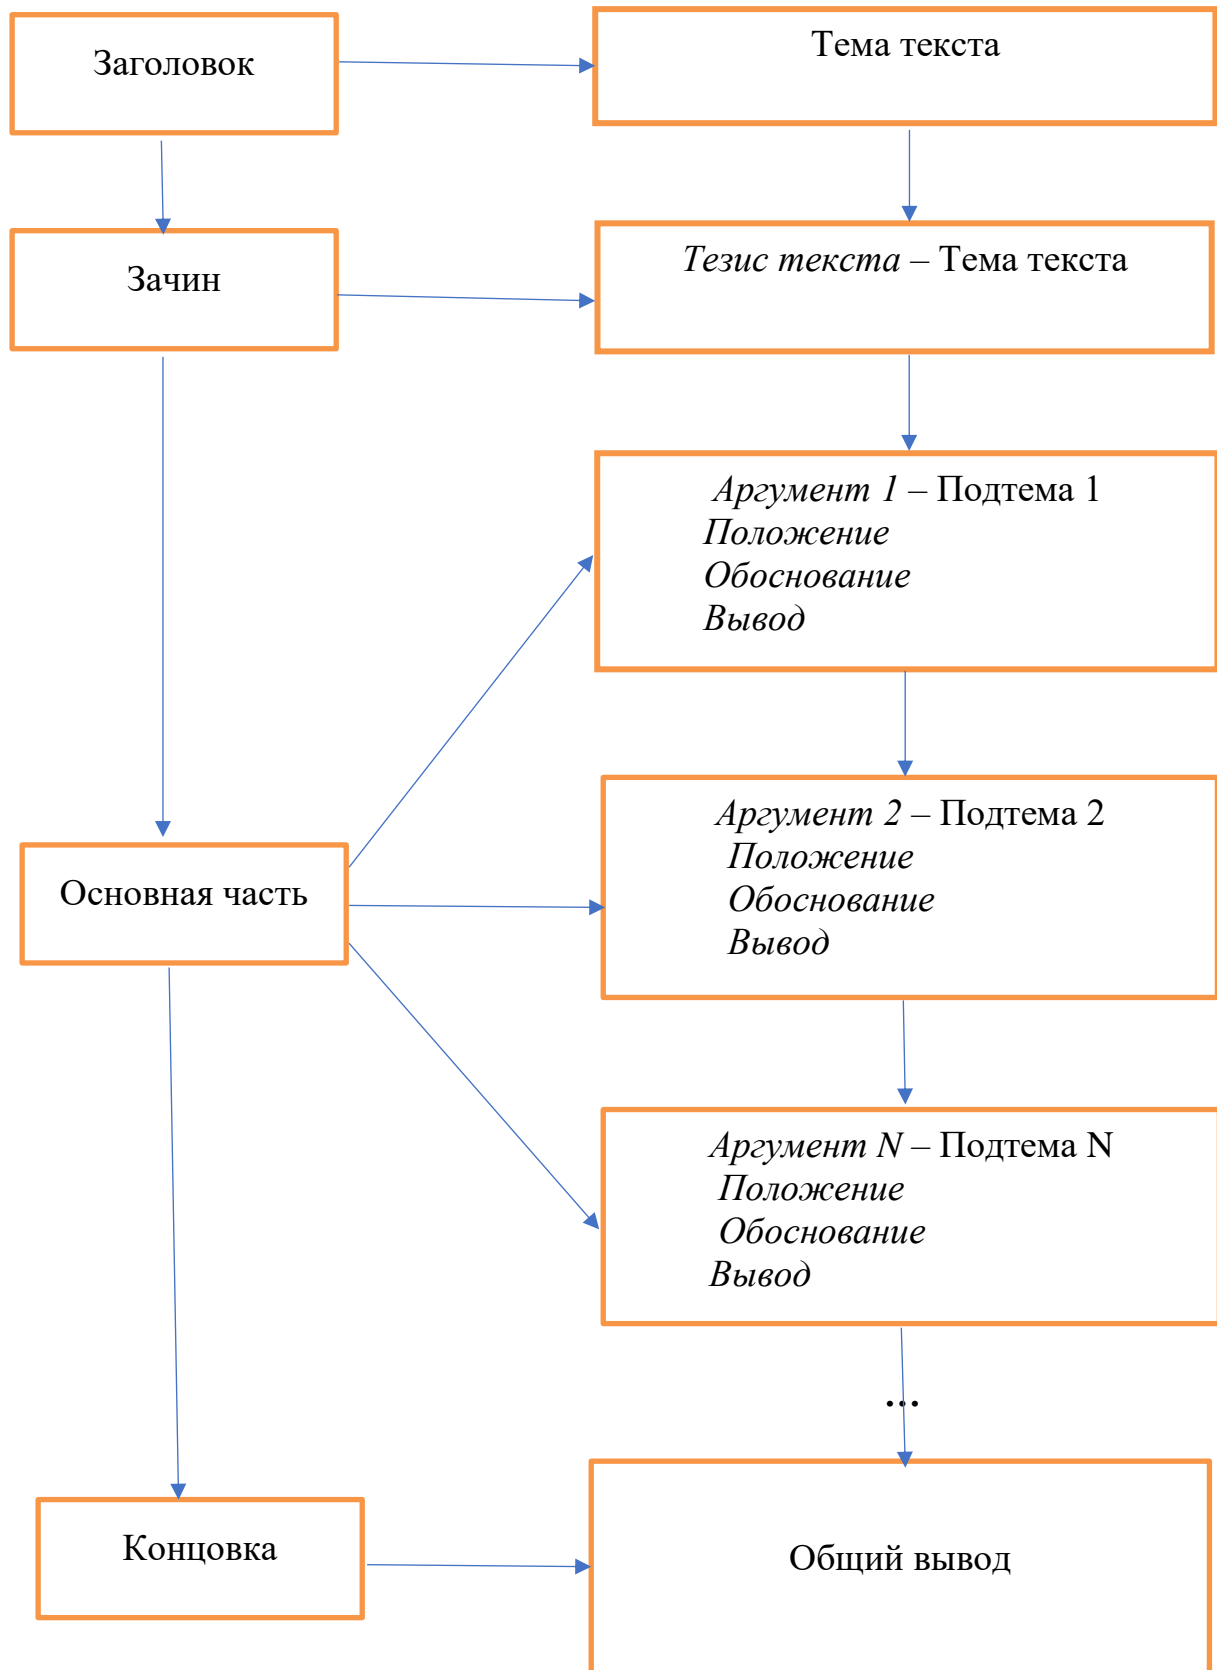 Заголовок
Тема текста
Зачин
Тезис текста – Тема текста
Аргумент 1 – Подтема 1
Положение
Обоснование
Вывод
Основная часть
Аргумент 2 – Подтема 2
Положение
Обоснование
Вывод
Аргумент N – Подтема N
Положение
Обоснование
Вывод
...
Концовка
Общий вывод